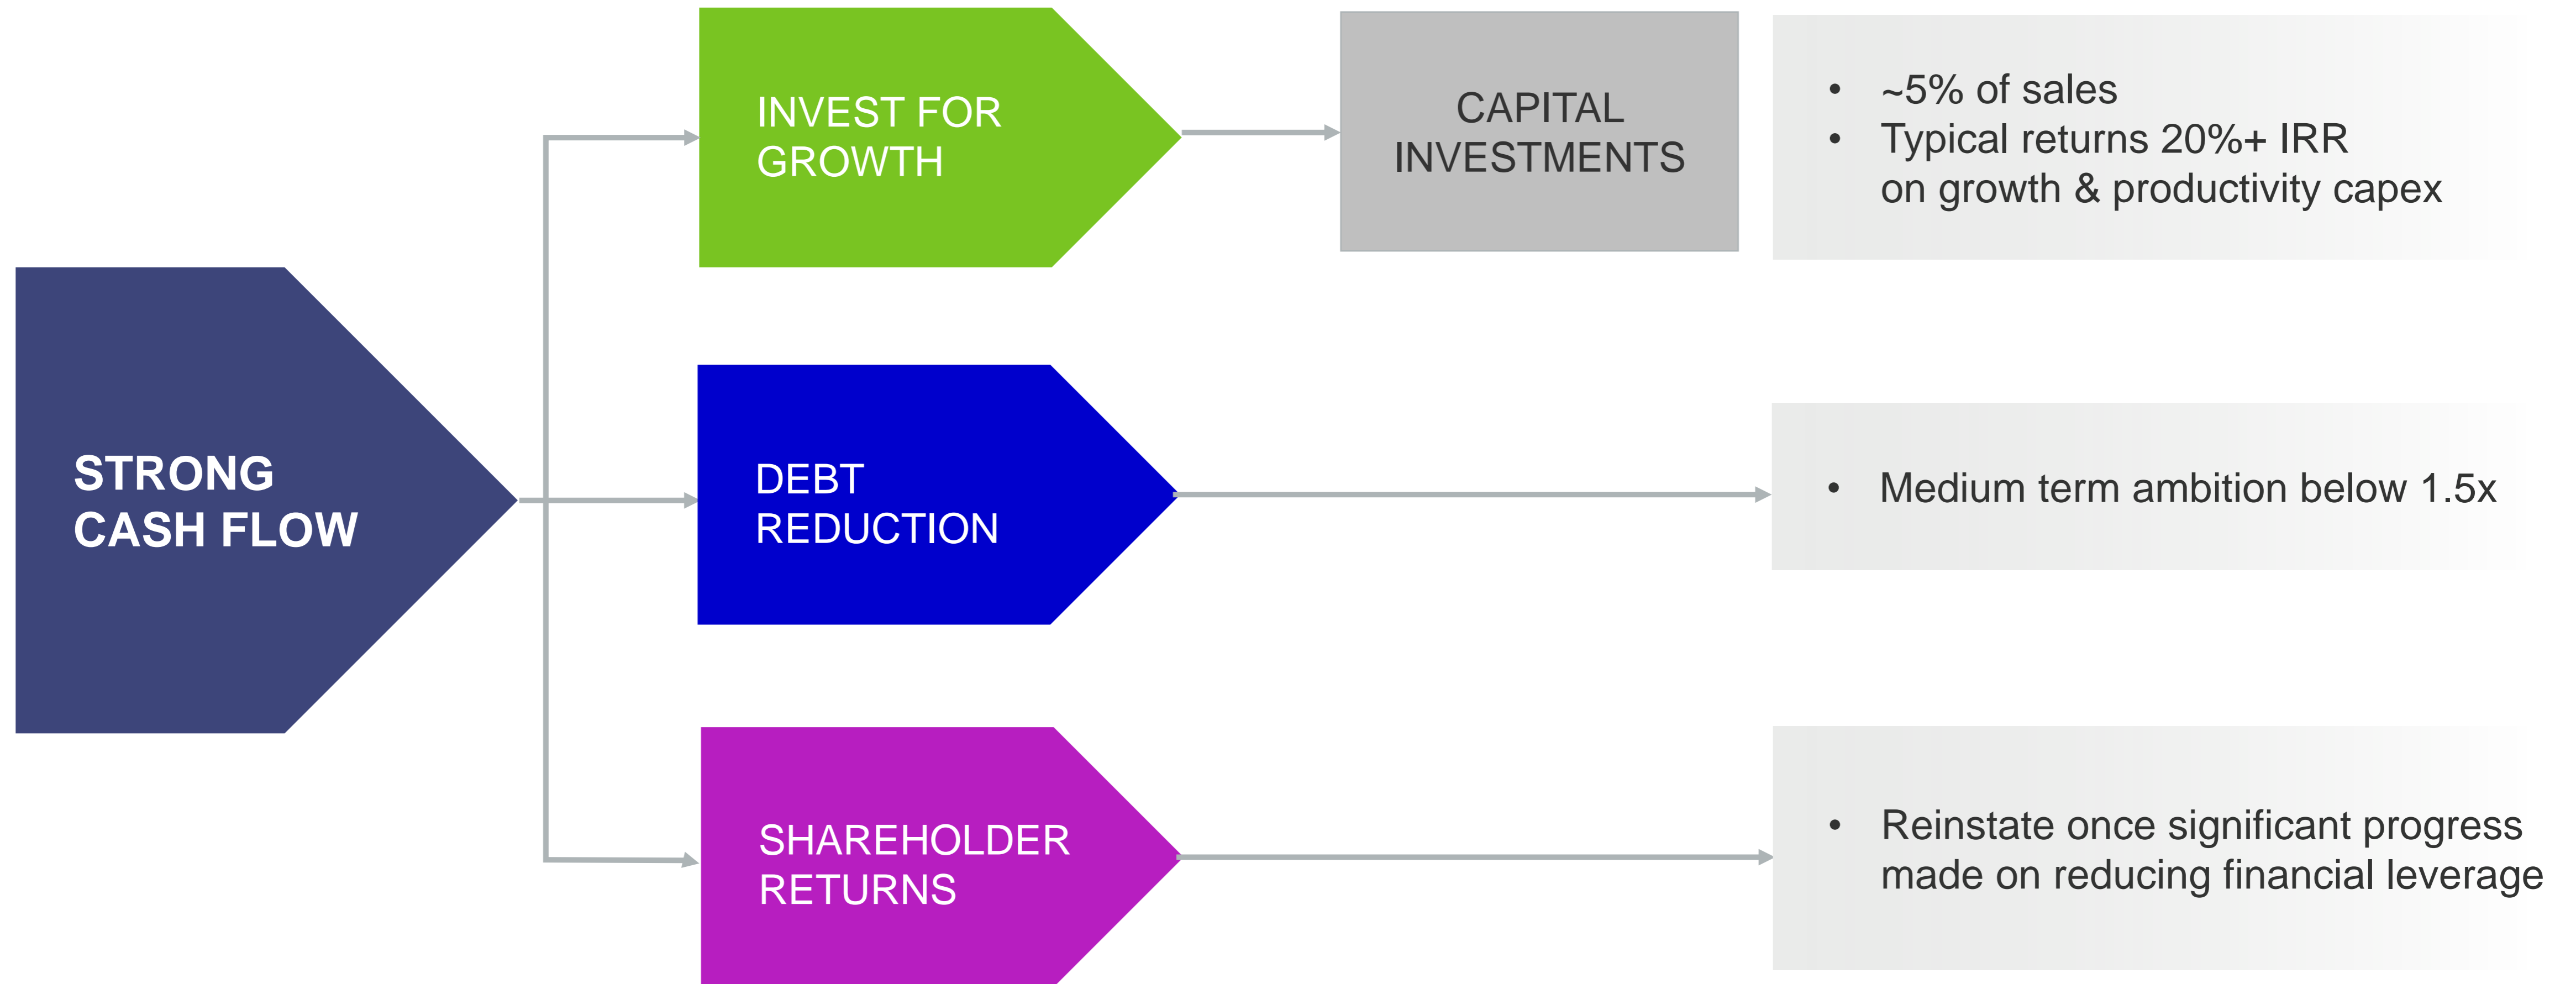 INVEST FOR
GROWTH
CAPITAL
INVESTMENTS
• ~5% of sales
• Typical returns 20%+ IRR
on growth & productivity capex
STRONG
CASH FLOW
DEBT
REDUCTION
• Medium term ambition below 1.5x
SHAREHOLDER
RETURNS
• Reinstate once significant progress
made on reducing financial leverage